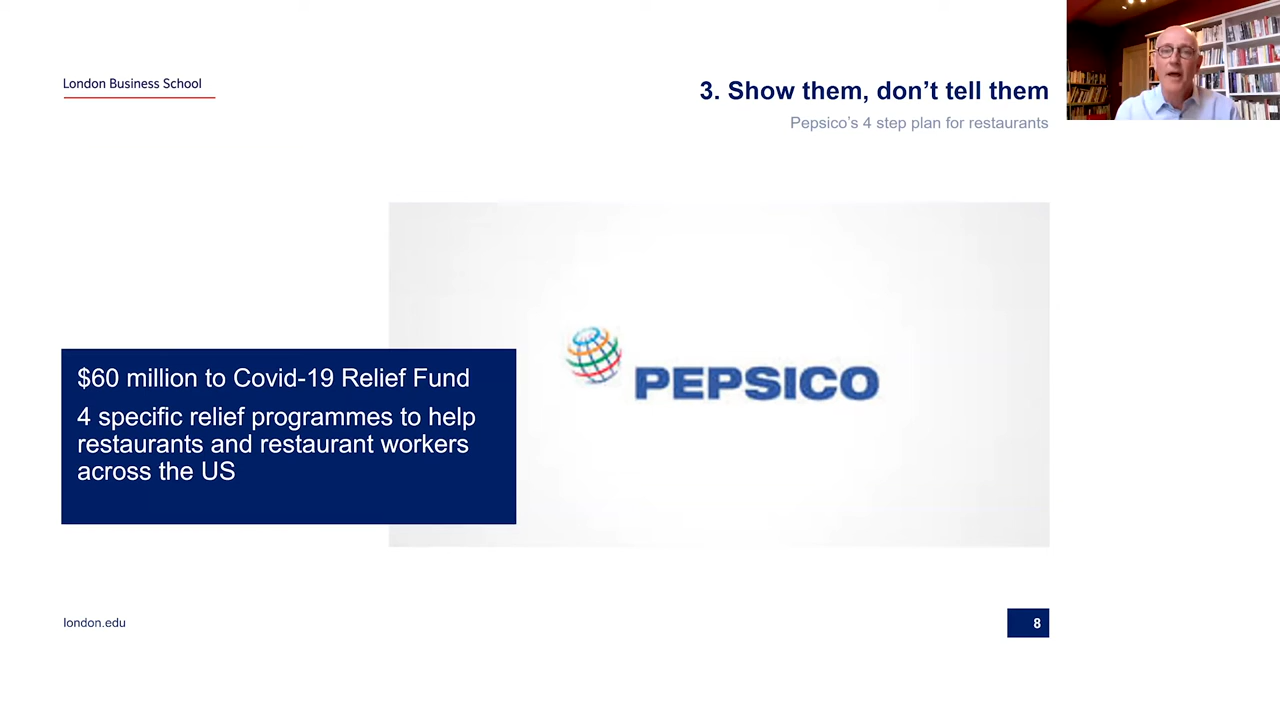 London Business School
3. Show them, don't tell them
Pepsico's 4 step plan for restaurants
PEPSICO
$60 million to Covid-19 Relief Fund
4 specific relief programmes to help
restaurants and restaurant workers
across the US
london.edu
8